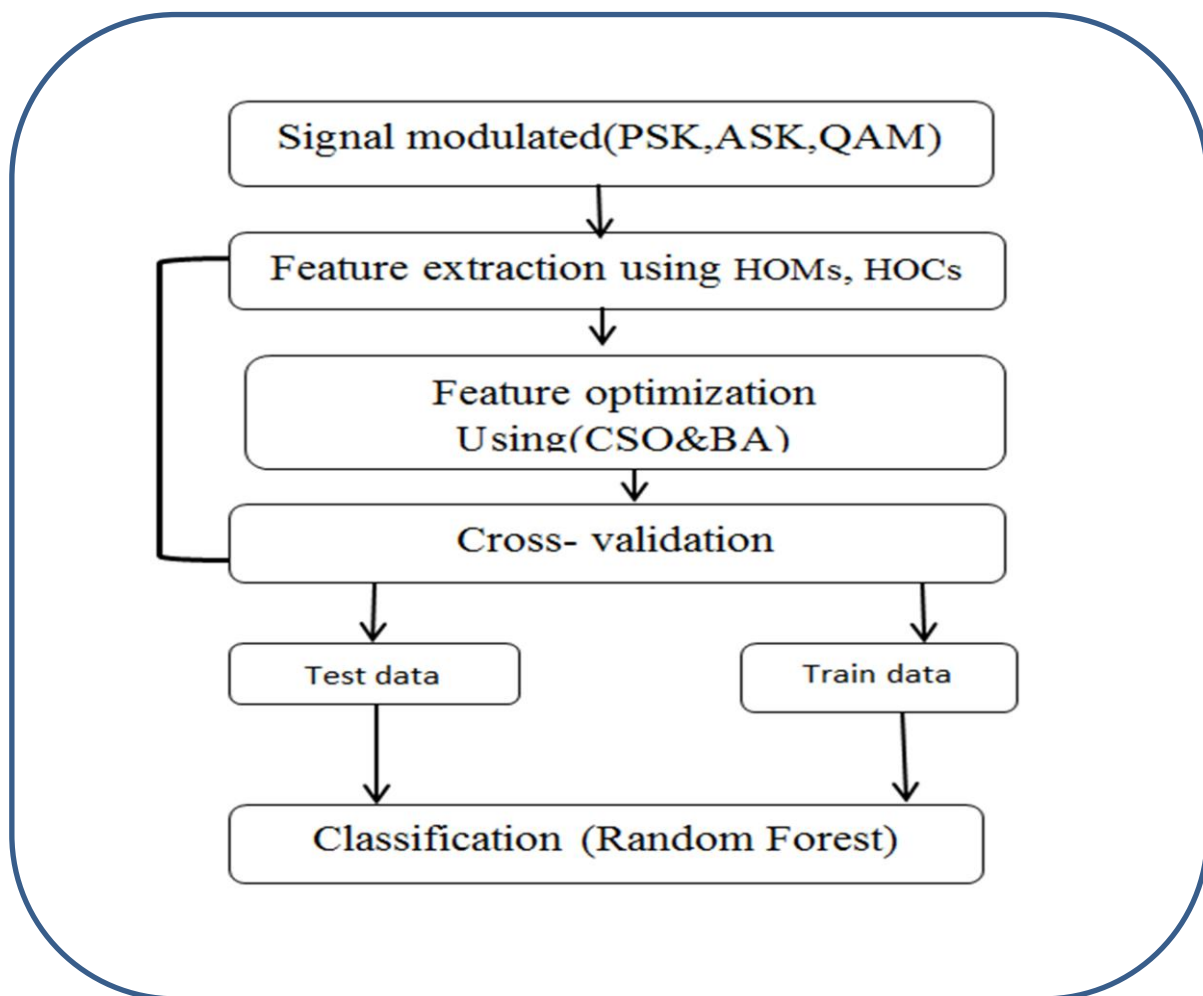 Signal modulated(PSK,ASK,QAM)
Feature extraction using HOMs, HOCs
Feature optimization
Using(CSO&BA)
Cross- validation
Test data
Train data
Classification (Random Forest)